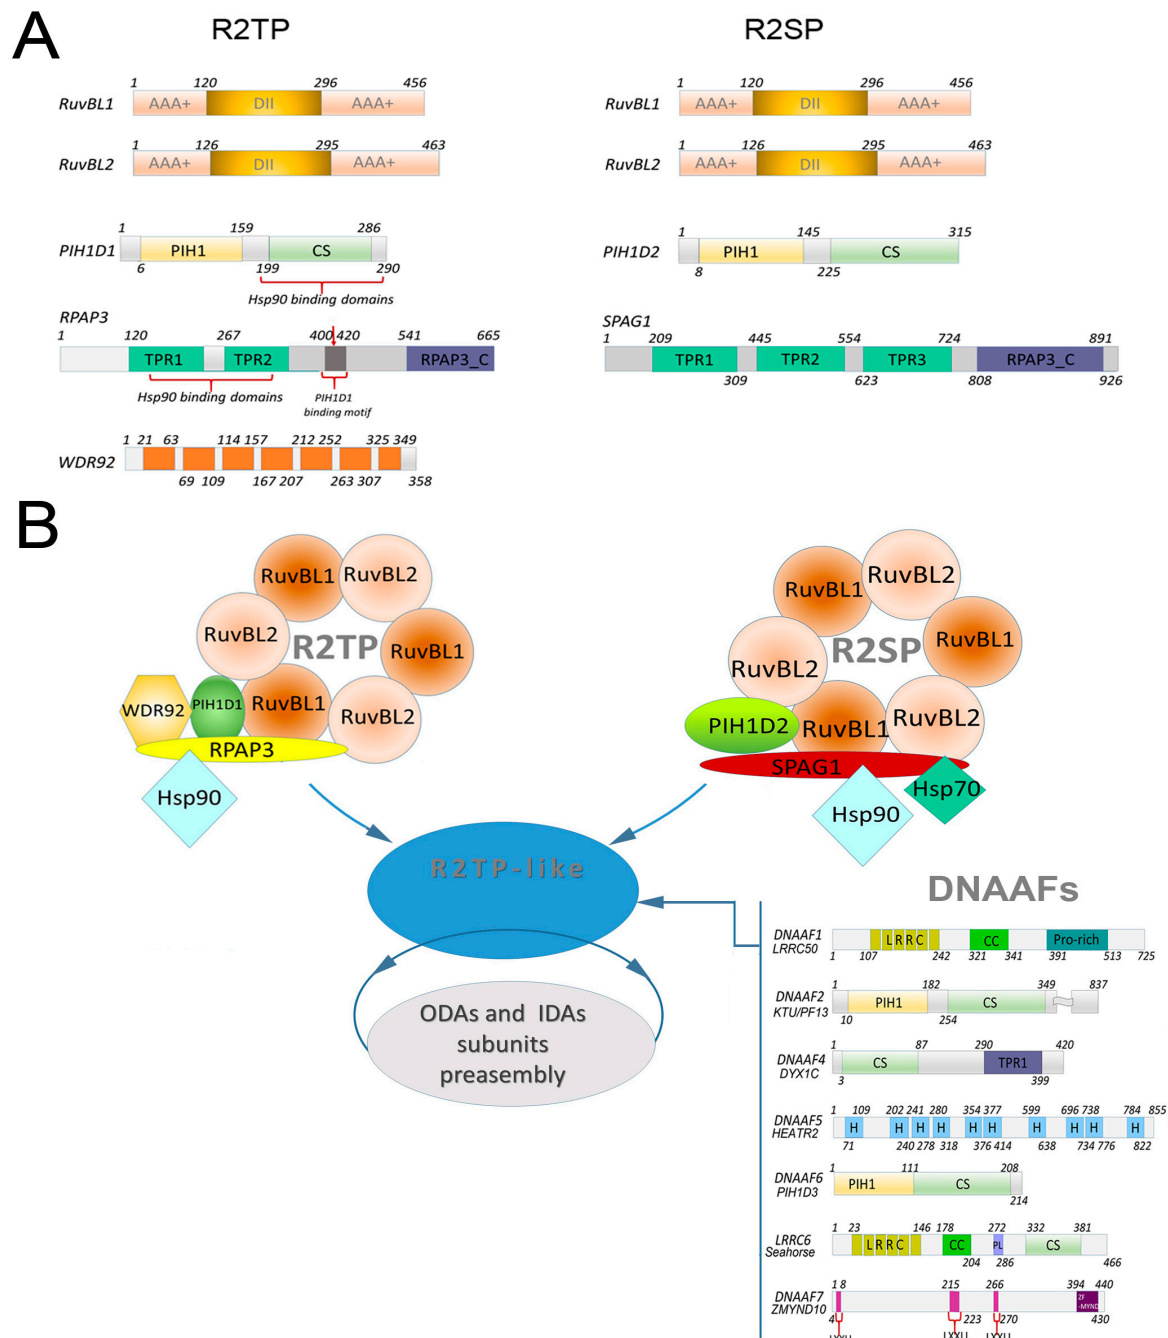 A
R2TP
R2SP
1 120 296 456
RuvBL1 AAA+ DII AAA+
1 126 295 463
RuvBL2 AAA+ DII AAA+
1 159 286
PIH1D1 PIH1 CS
6 199 290
Hsp90 binding domains
RPAP3
1 120 267 400 420 541 665
TPR1 TPR2 RPAP3_C
Hsp90 binding domains
PIH1D1
binding motif
1 21 63 114 157 212 252 325 349
WDR92
69 109 167 207 263 307 358
1 120 296 456
RuvBL1 AAA+ DII AAA+
1 126 295 463
RuvBL2 AAA+ DII AAA+
1 145 315
PIH1D2 PIH1 CS
8 225
SPAG1
1 209 445 554 724 891
TPR1 TPR2 TPR3 RPAP3_C
309 623 808 926
B
RuvBL1
RuvBL2
RuvBL2
R2TP
RuvBL1
WDR92
PIH1D1
RuvBL1
RuvBL2
RPAP3
Hsp90
RuvBL2
RuvBL1
RuvBL1
R2SP
RuvBL2
RuvBL2
PIH1D2
RuvBL1
SPAG1
Hsp70
Hsp90
R2TP-like
ODAs and IDAs
subunits
preasembly
DNAAFs
DNAAF1
LRRC50
LRRC CC Pro-rich
1 107 242 321 341 391 513 725
1 182 349 837
DNAAF2
KTU/PF13
PIH1 CS
10 254
1 87 290 420
DNAAF4
DYX1C
CS TPR1
3 399
1 109 202 241 280 354 377 599 696 738 784 855
DNAAF5
HEATR2
H H H H H H H H H H
71 240 278 318 376 414 638 734 776 822
1 111 208
DNAAF6
PIH1D3
PIH1 CS
214
1 23 146 178 272 332 381
LRRC6
Seahorse
LRRC CC PL CS
204 286 466
1 8 215 266 394 440
DNAAF7
ZMYND10
ZF
-MYND
4 223 270 430